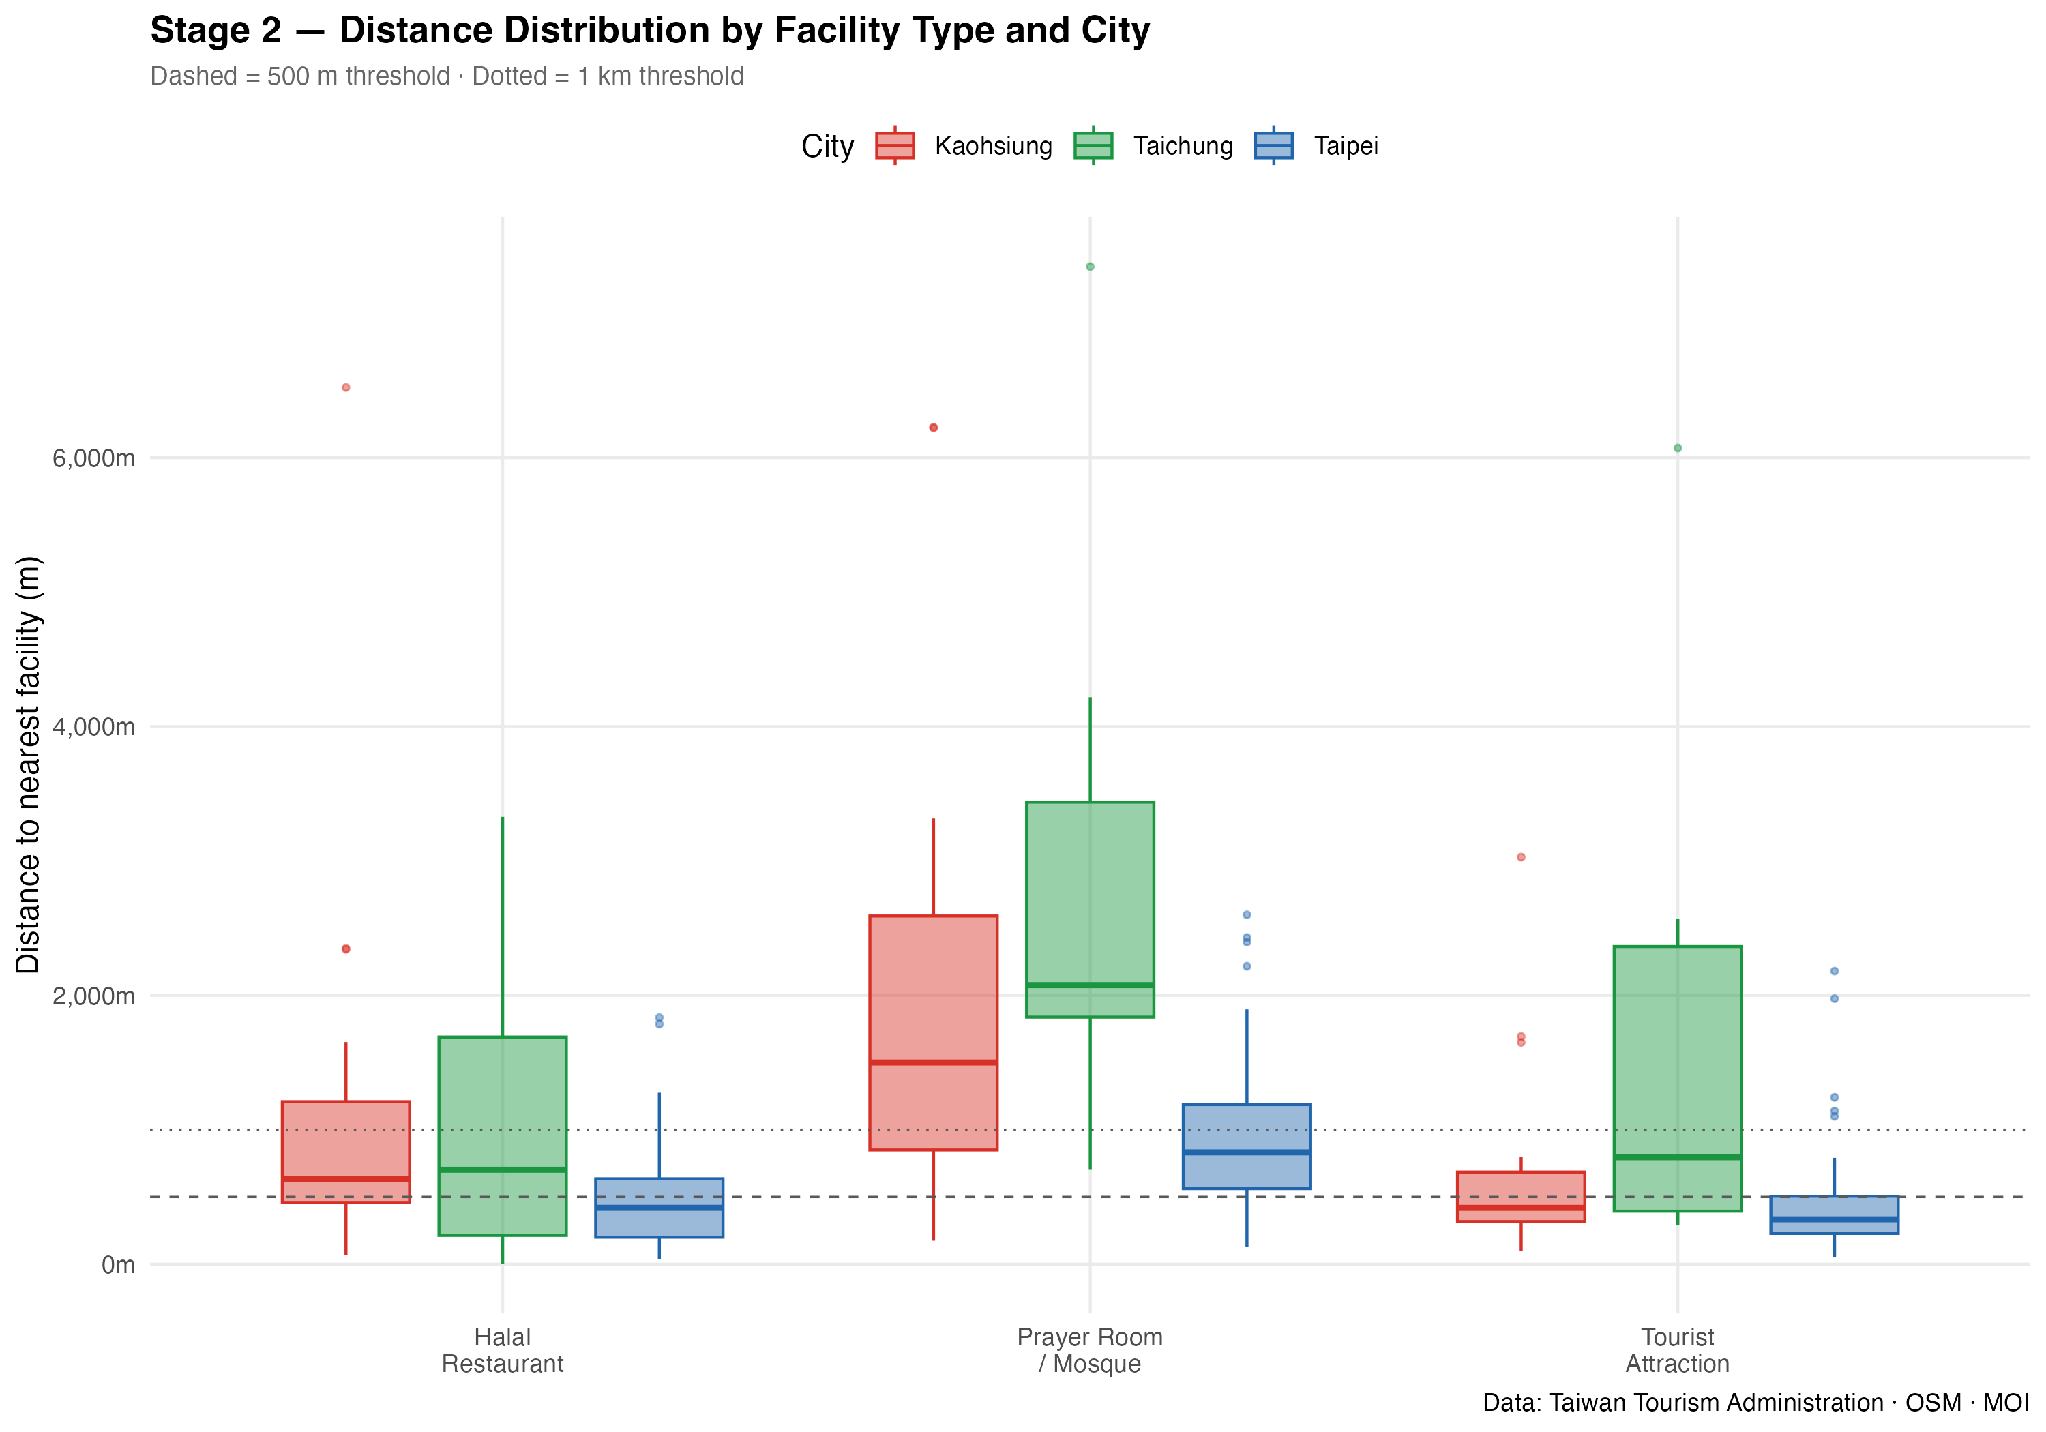 Stage 2 — Distance Distribution by Facility Type and City
Dashed = 500 m threshold · Dotted = 1 km threshold
City Kaohsiung Taichung Taipei
Distance to nearest facility (m)
6,000m
4,000m
2,000m
0m
Halal
Restaurant
Prayer Room
/ Mosque
Tourist
Attraction
Data: Taiwan Tourism Administration · OSM · MOI